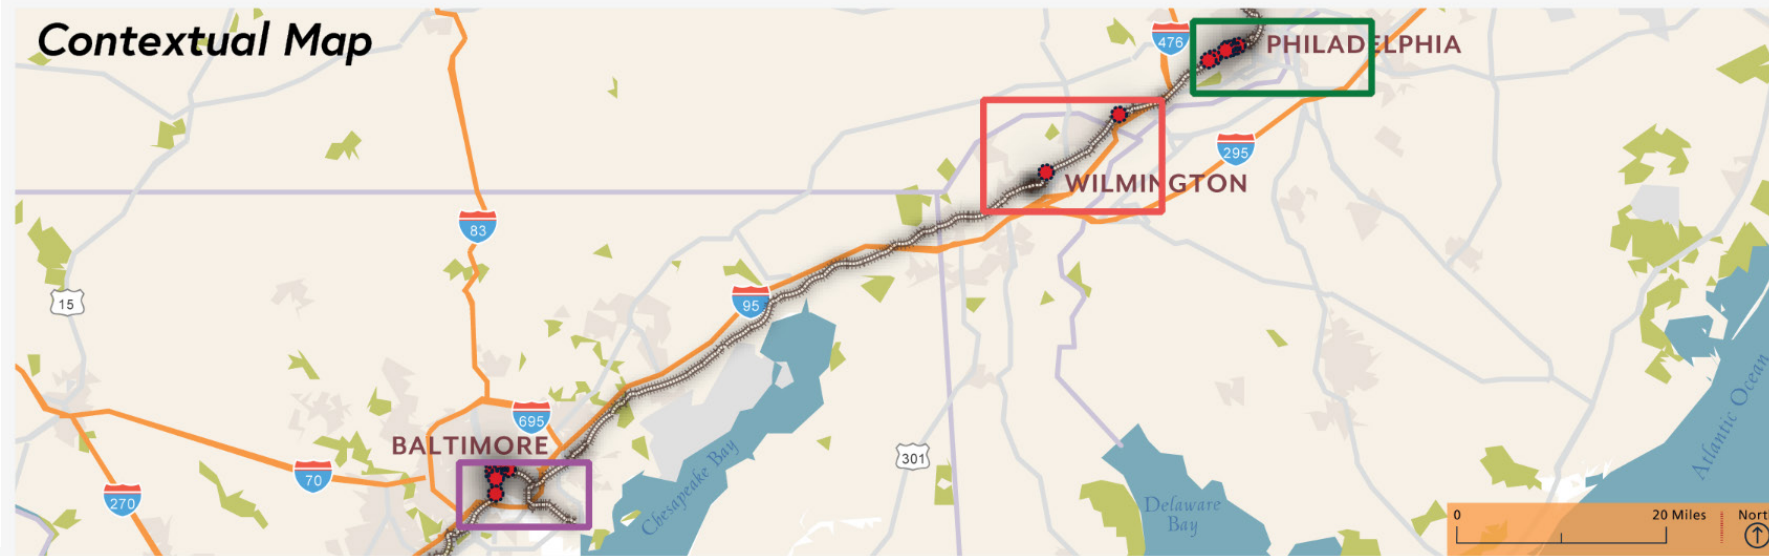 Contextual Map
476
PHILADELPHIA
295
WILMINGTON
83
15
95
695
BALTIMORE
301
70
270
Chesapeake Bay
Delaware
Bay
Atlantic Ocean
0
20 Miles
North